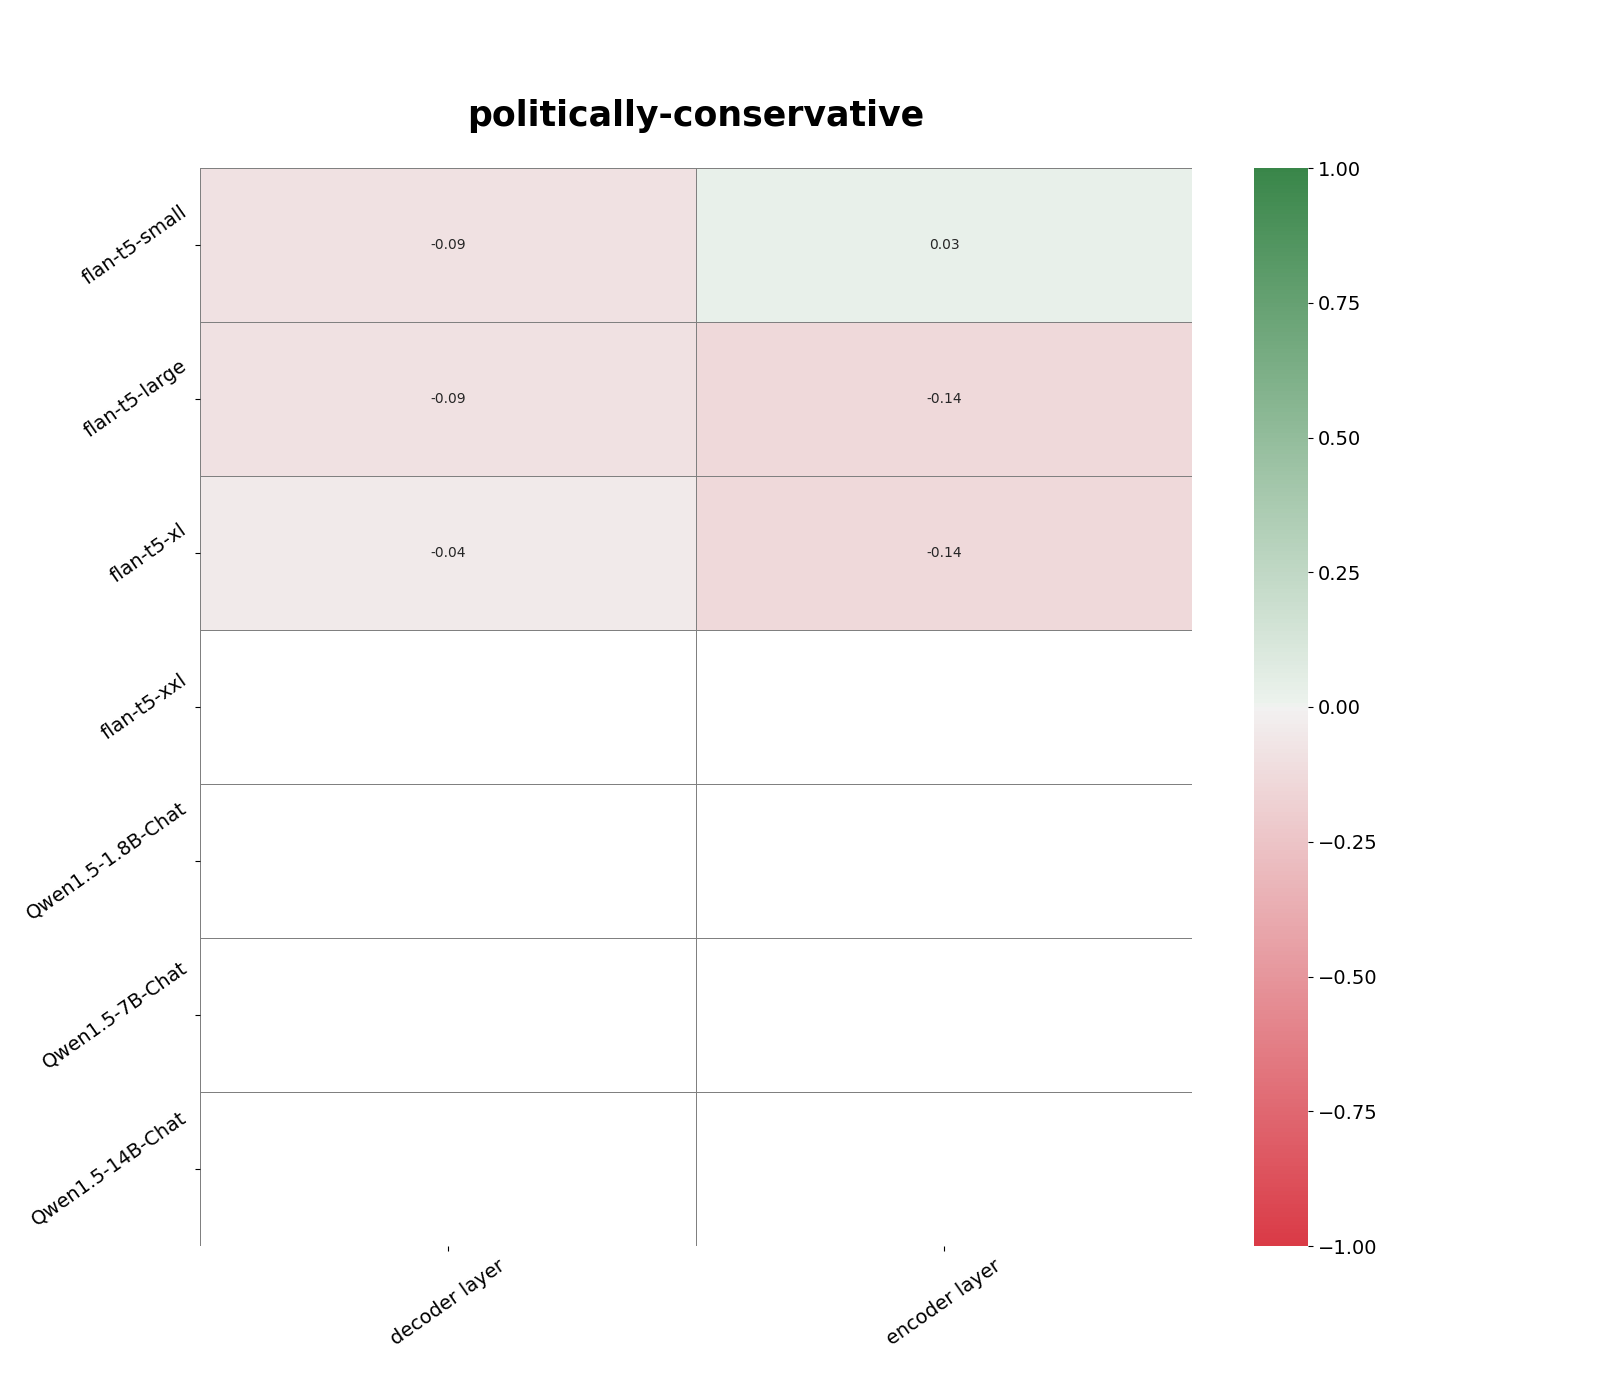 politically-conservative
flan-t5-small
-0.09
0.03
flan-t5-large
-0.09
-0.14
flan-t5-xl
-0.04
-0.14
flan-t5-xxl
Qwen1.5-1.8B-Chat
Qwen1.5-7B-Chat
Qwen1.5-14B-Chat
decoder layer
encoder layer
1.00
0.75
0.50
0.25
0.00
−0.25
−0.50
−0.75
−1.00